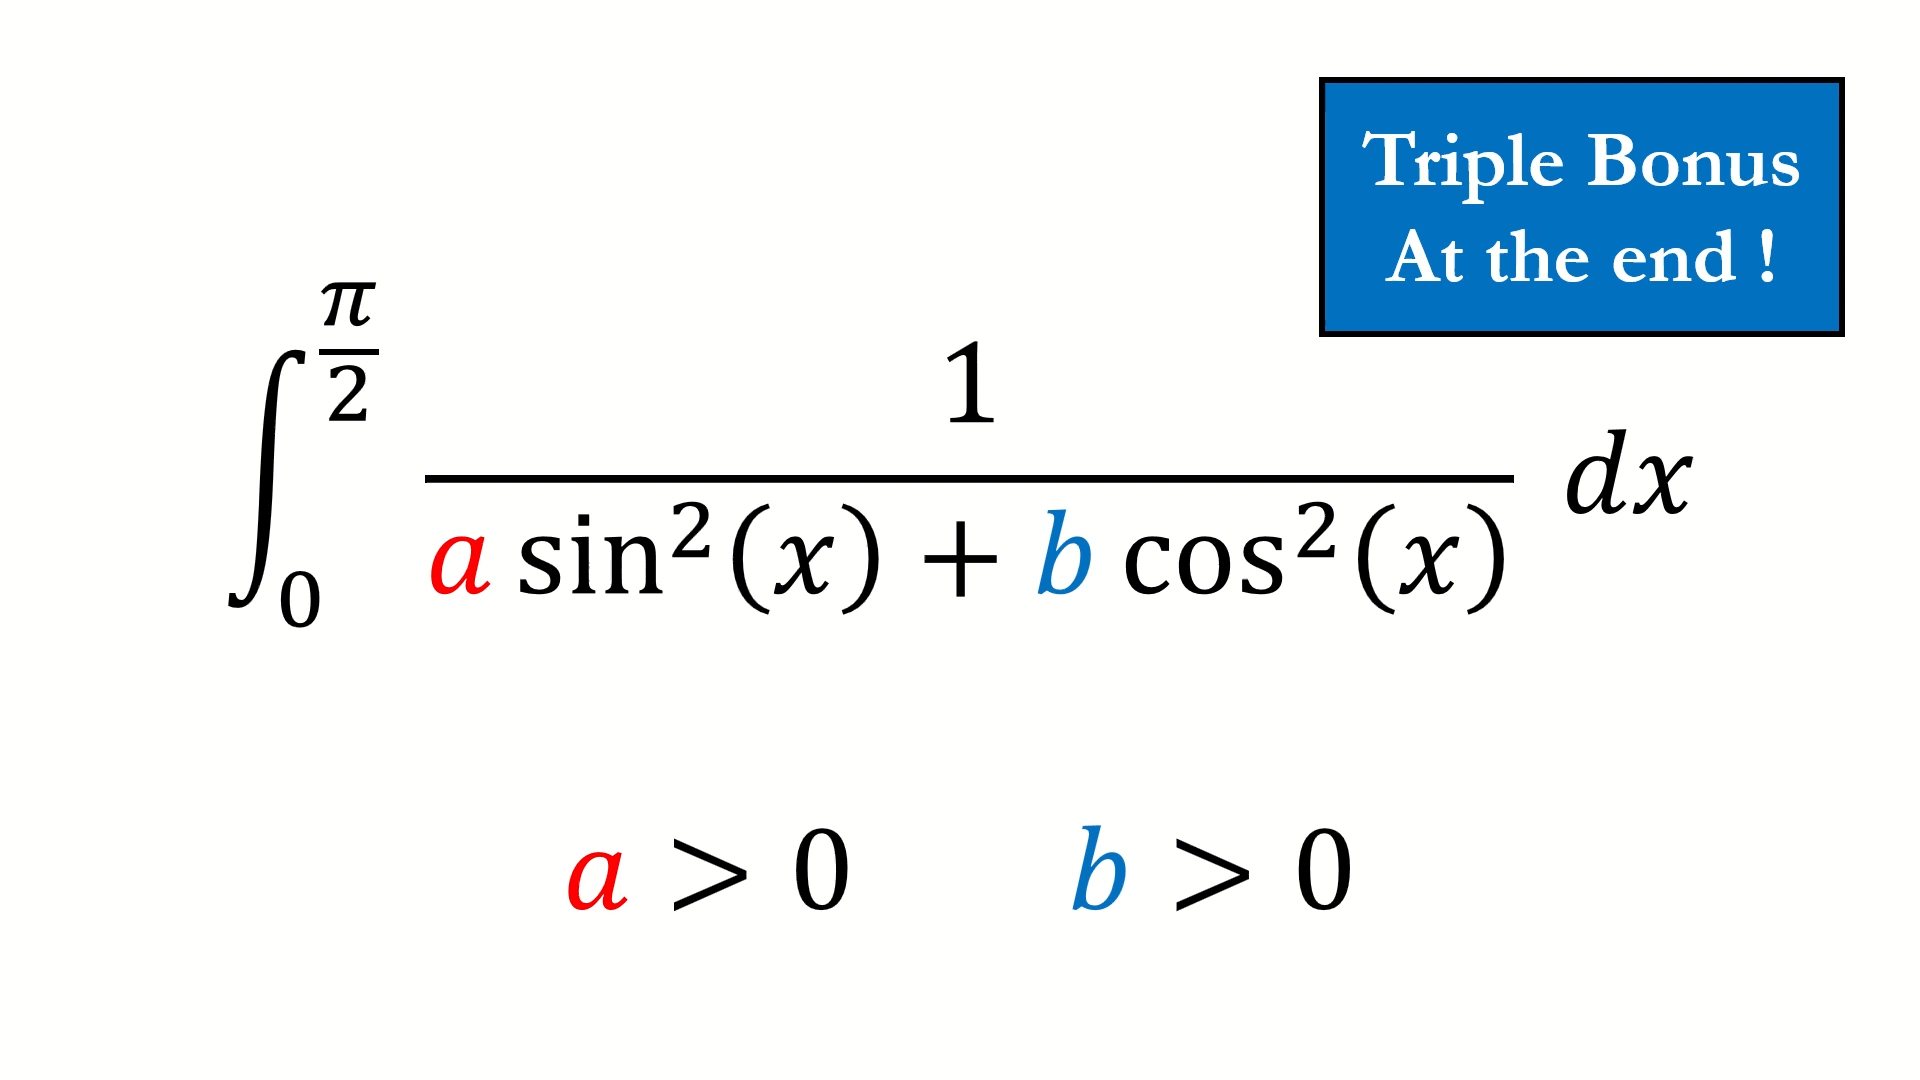 Triple Bonus
At the end !
∫₀^(π/2) 1/(a sin²(x) + b cos²(x)) dx
a > 0 b > 0